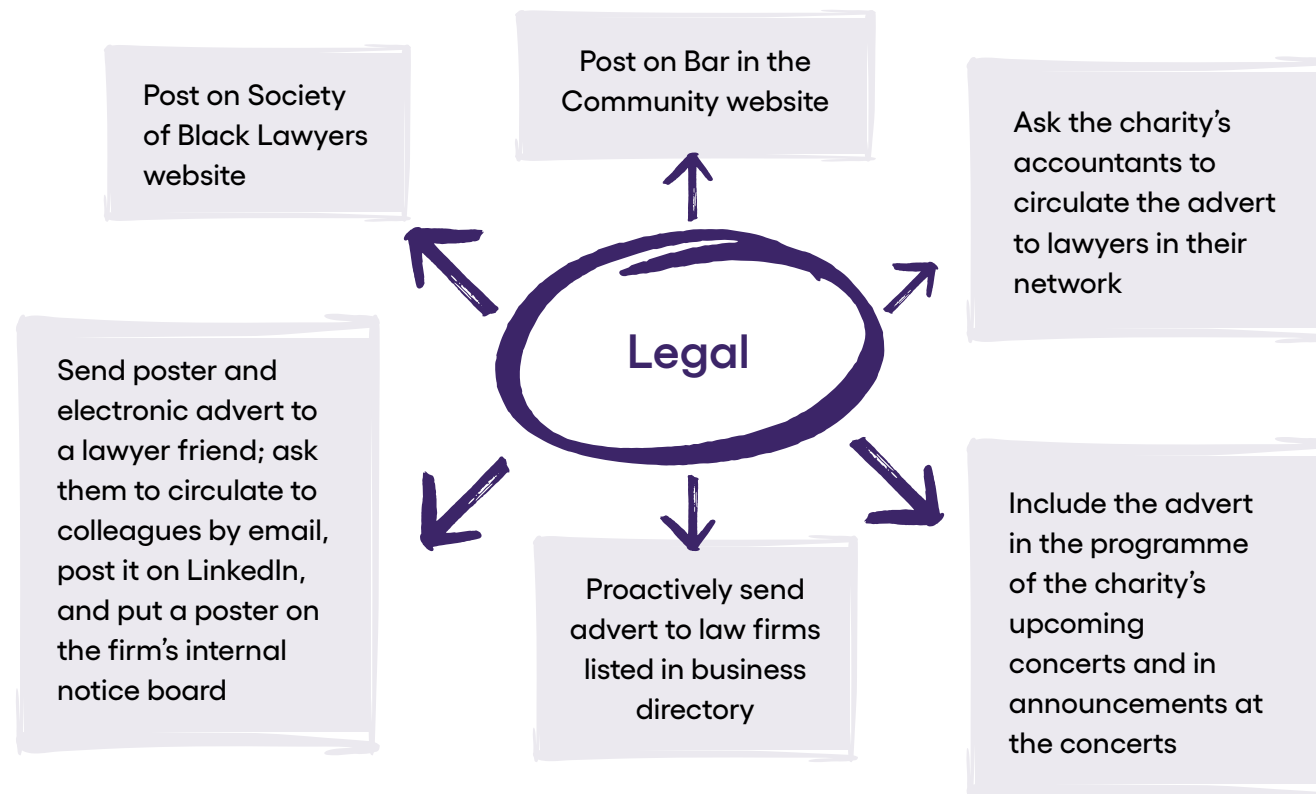 Post on Society
of Black Lawyers
website
Post on Bar in the
Community website
Ask the charity’s
accountants to
circulate the advert
to lawyers in their
network
Legal
Send poster and
electronic advert to
a lawyer friend; ask
them to circulate to
colleagues by email,
post it on LinkedIn,
and put a poster on
the firm’s internal
notice board
Proactively send
advert to law firms
listed in business
directory
Include the advert
in the programme
of the charity’s
upcoming
concerts and in
announcements at
the concerts